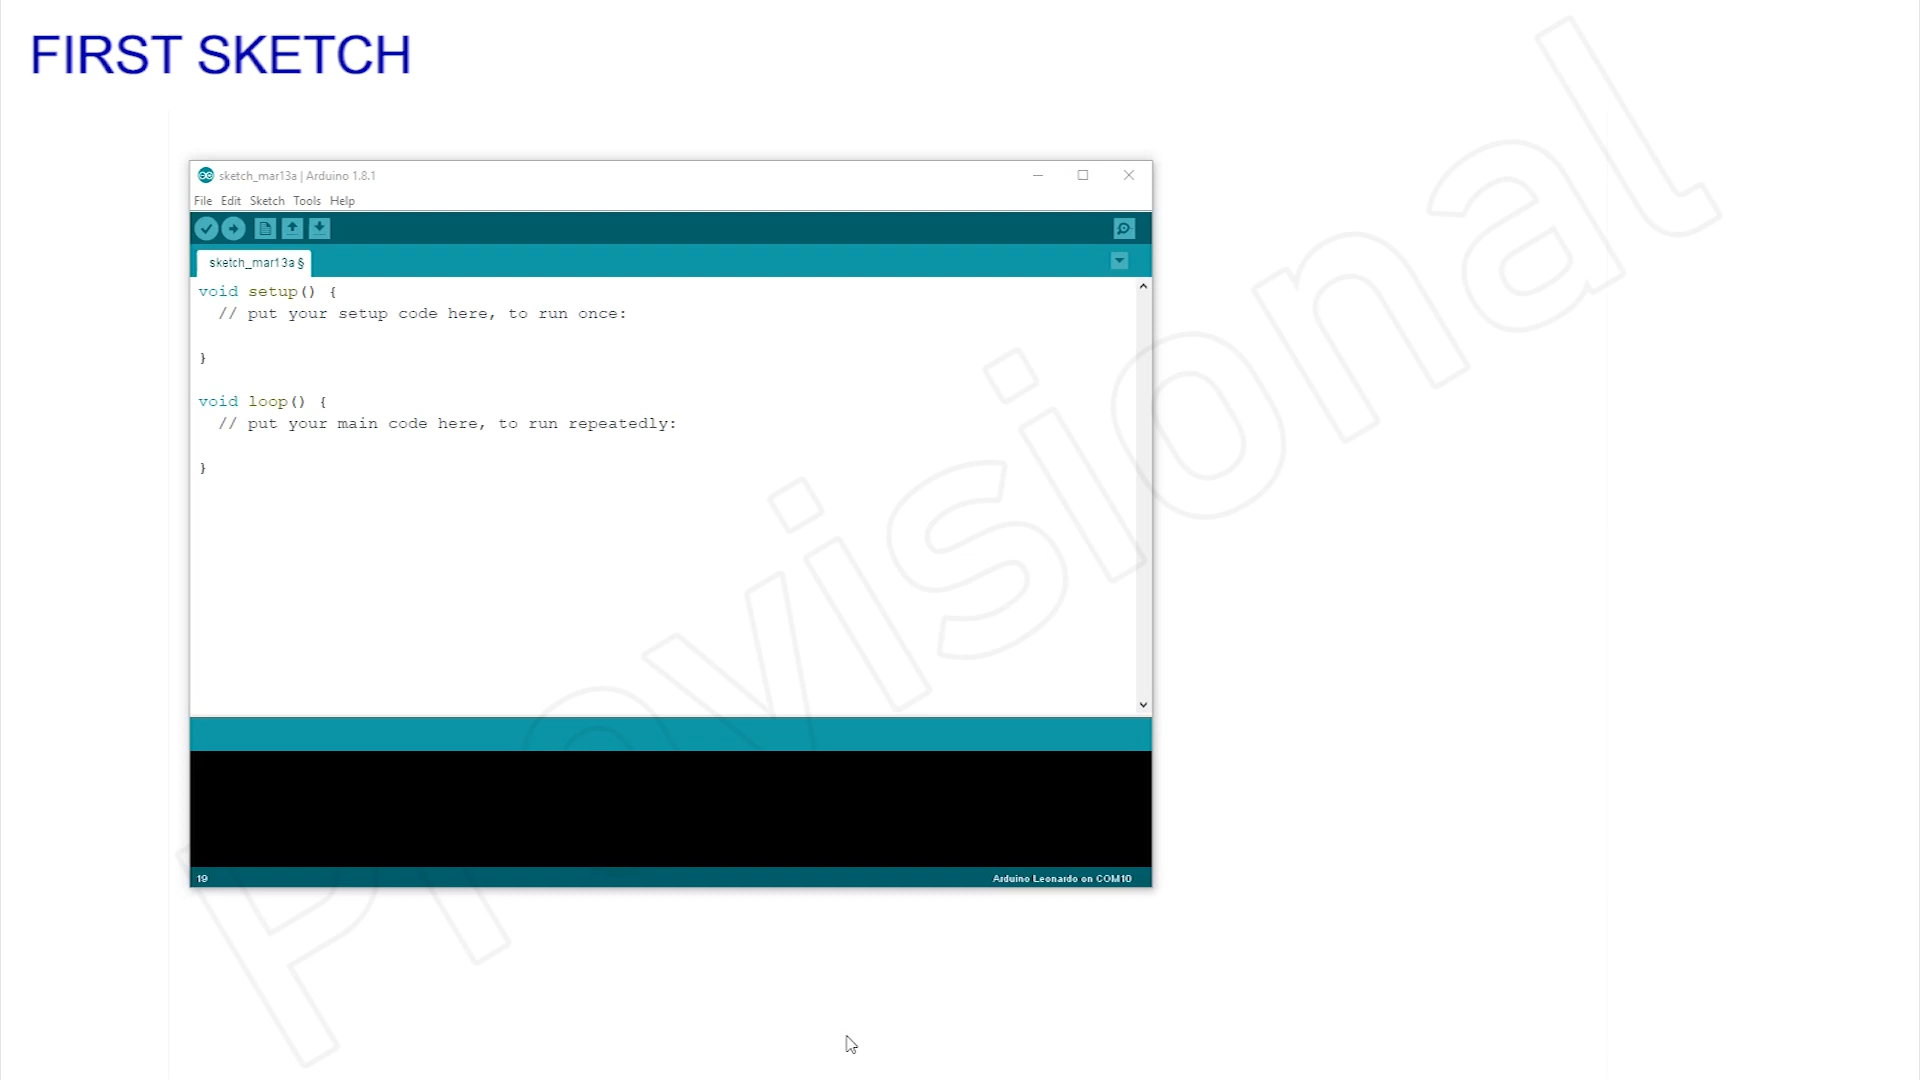 FIRST SKETCH
sketch_mar13a | Arduino 1.8.1
File Edit Sketch Tools Help
sketch_mar13a §
void setup() {
// put your setup code here, to run once:
}
void loop() {
// put your main code here, to run repeatedly:
}
19
Arduino Leonardo on COM10
Provisional